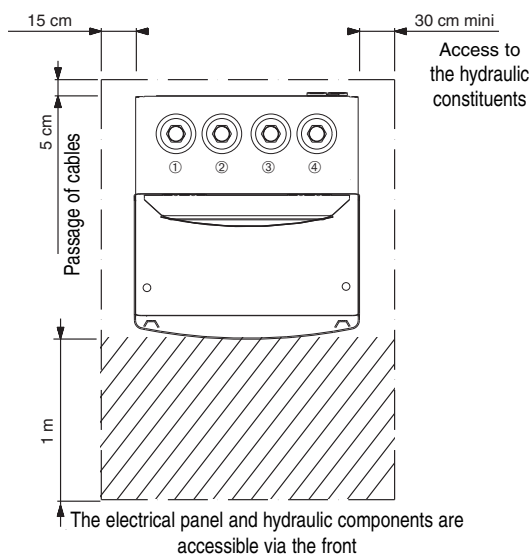 15 cm
30 cm mini
Access to
the hydraulic
constituents
5 cm
Passage of cables
① ② ③ ④
1 m
The electrical panel and hydraulic components are
accessible via the front